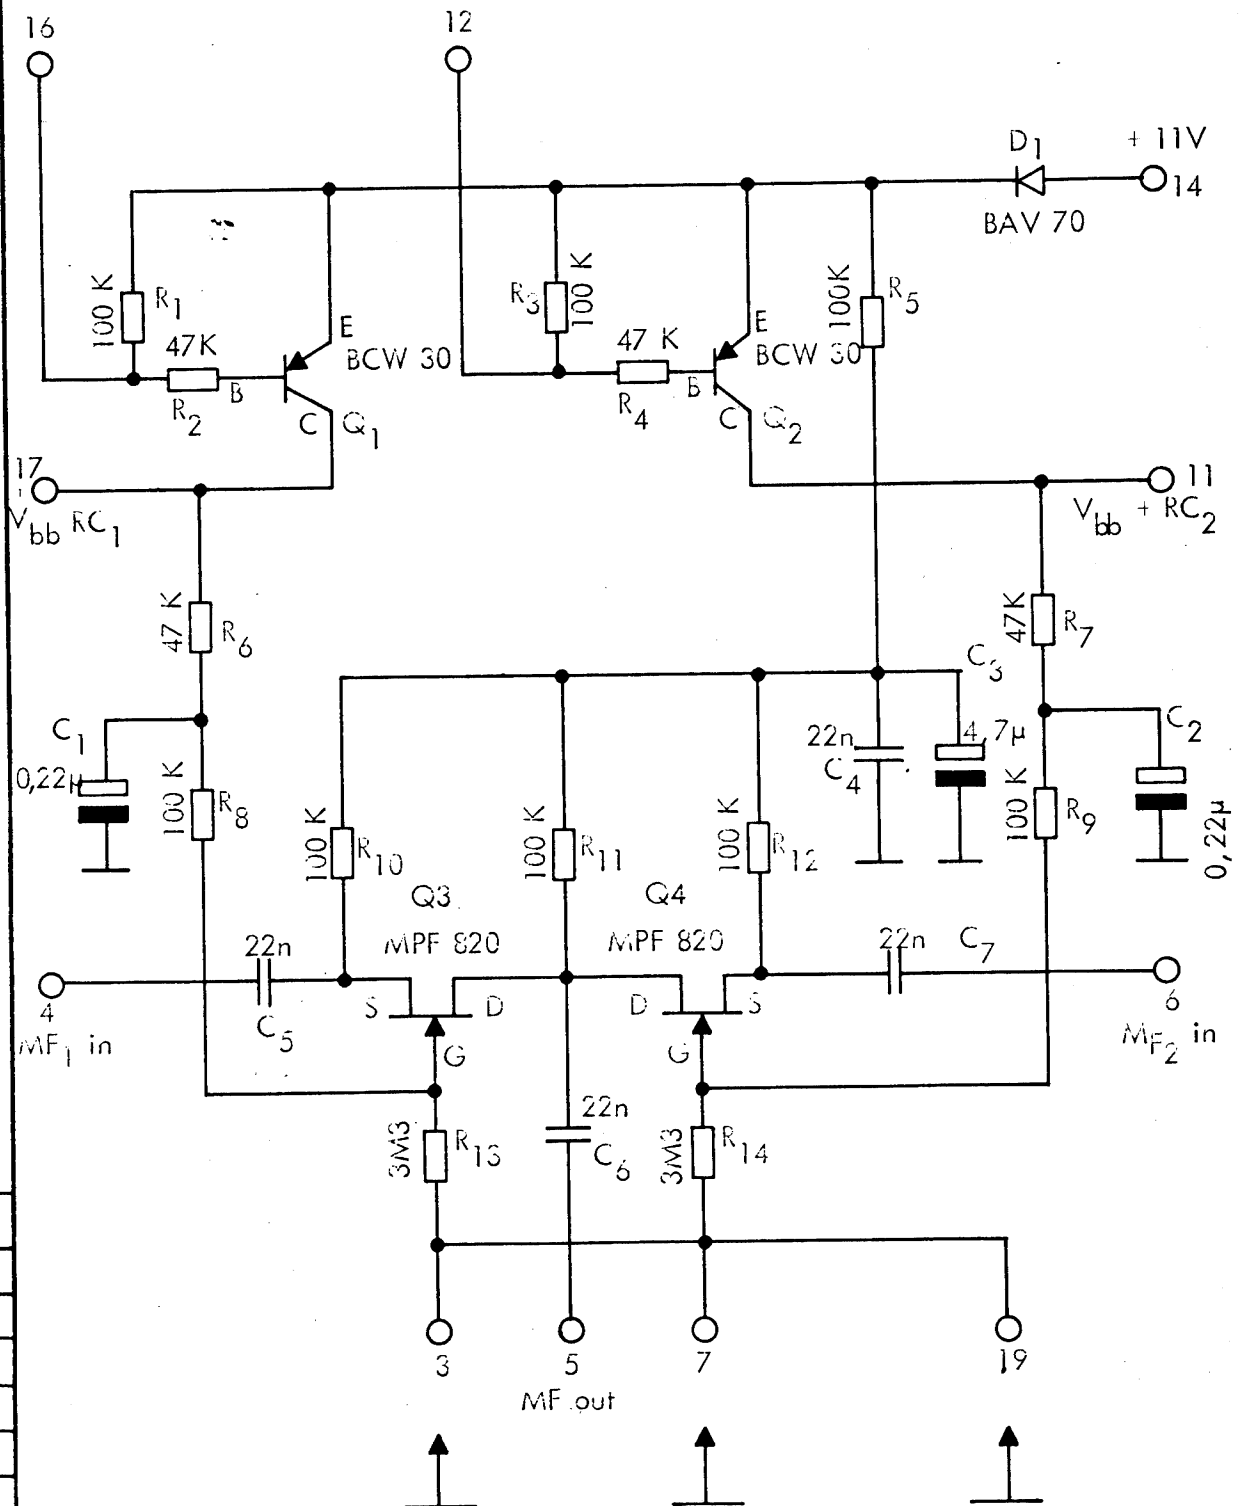 16
12
D1
+ 11V
14
BAV 70
100 K
R1
R3
100 K
100K
R5
47K
E
BCW 30
47 K
E
BCW 30
R2
B
C
Q1
R4
B
C
Q2
17
+
Vbb RC1
11
Vbb + RC2
47 K
R6
47K
R7
C1
0,22µ
C3
4,7µ
22n
C4
C2
0,22µ
100 K
R8
100 K
R9
100 K
R10
100 K
R11
100 K
R12
Q3
MPF 820
Q4
MPF 820
22n
C5
22n
C7
4
MF1 in
S
D
G
D
S
G
6
MF2 in
3M3
R13
22n
C6
3M3
R14
3
5
7
19
MF out